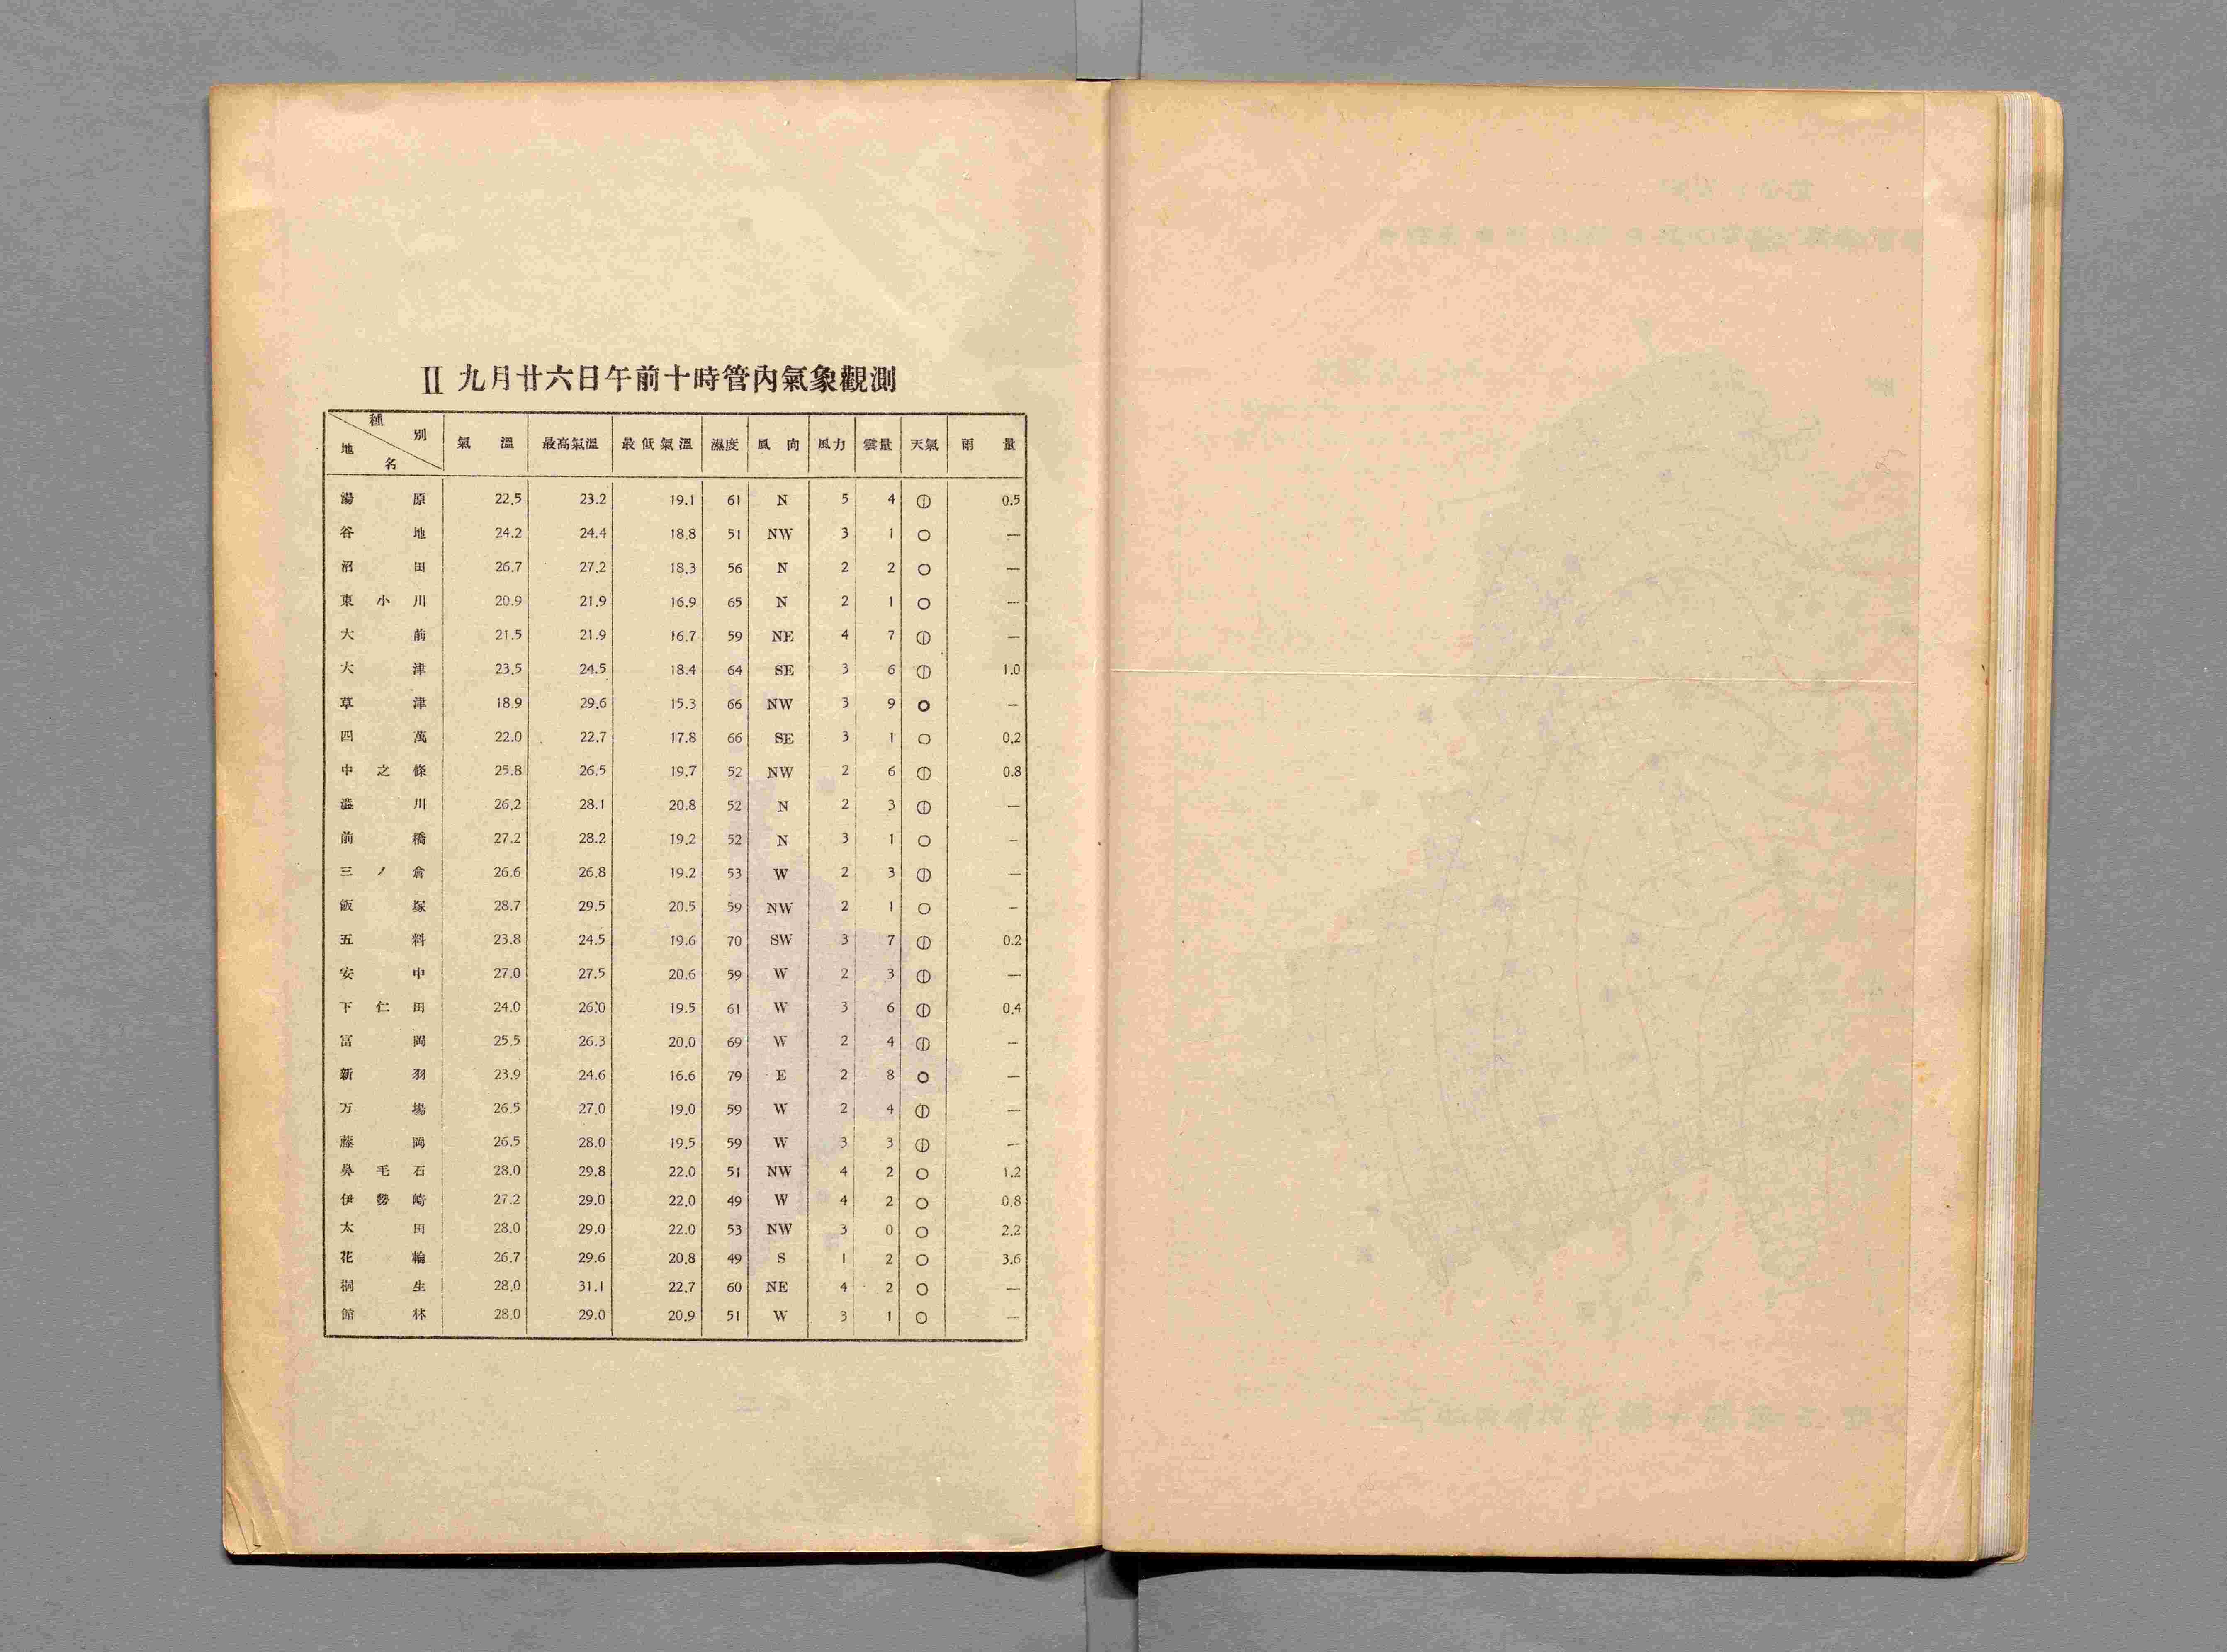 II 九月廿六日午前十時管內氣象觀測
種別 地名 氣溫 最高氣溫 最低氣溫 濕度 風向 風力 雲量 天氣 雨量
湯原 22.5 23.2 19.1 61 N 5 4 ⦶ 0.5
谷地 24.2 24.4 18.8 51 NW 3 1 ○ —
沼田 26.7 27.2 18.3 56 N 2 2 ○ —
東小川 20.9 21.9 16.9 65 N 2 1 ○ —
大前 21.5 21.9 16.7 59 NE 4 7 ⦶ —
大津 23.5 24.5 18.4 64 SE 3 6 ⦶ 1.0
草津 18.9 29.6 15.3 66 NW 3 9 ○ —
四萬 22.0 22.7 17.8 66 SE 3 1 ○ 0.2
中之條 25.8 26.5 19.7 52 NW 2 6 ⦶ 0.8
澁川 26.2 28.1 20.8 52 N 2 3 ⦶ —
前橋 27.2 28.2 19.2 52 N 3 1 ○ —
三ノ倉 26.6 26.8 19.2 53 W 2 3 ⦶ —
飯塚 28.7 29.5 20.5 59 NW 2 1 ○ —
五料 23.8 24.5 19.6 70 SW 3 7 ⦶ 0.2
安中 27.0 27.5 20.6 59 W 2 3 ⦶ —
下仁田 24.0 26.0 19.5 61 W 3 6 ⦶ 0.4
富岡 25.5 26.3 20.0 69 W 2 4 ⦶ —
新羽 23.9 24.6 16.6 79 E 2 8 ○ —
万場 26.5 27.0 19.0 59 W 2 4 ⦶ —
藤岡 26.5 28.0 19.5 59 W 3 3 ⦶ —
鼻毛石 28.0 29.8 22.0 51 NW 4 2 ○ 1.2
伊勢崎 27.2 29.0 22.0 49 W 4 2 ○ 0.8
太田 28.0 29.0 22.0 53 NW 3 0 ○ 2.2
花輪 26.7 29.6 20.8 49 S 1 2 ○ 3.6
桐生 28.0 31.1 22.7 60 NE 4 2 ○ —
館林 28.0 29.0 20.9 51 W 3 1 ○ —